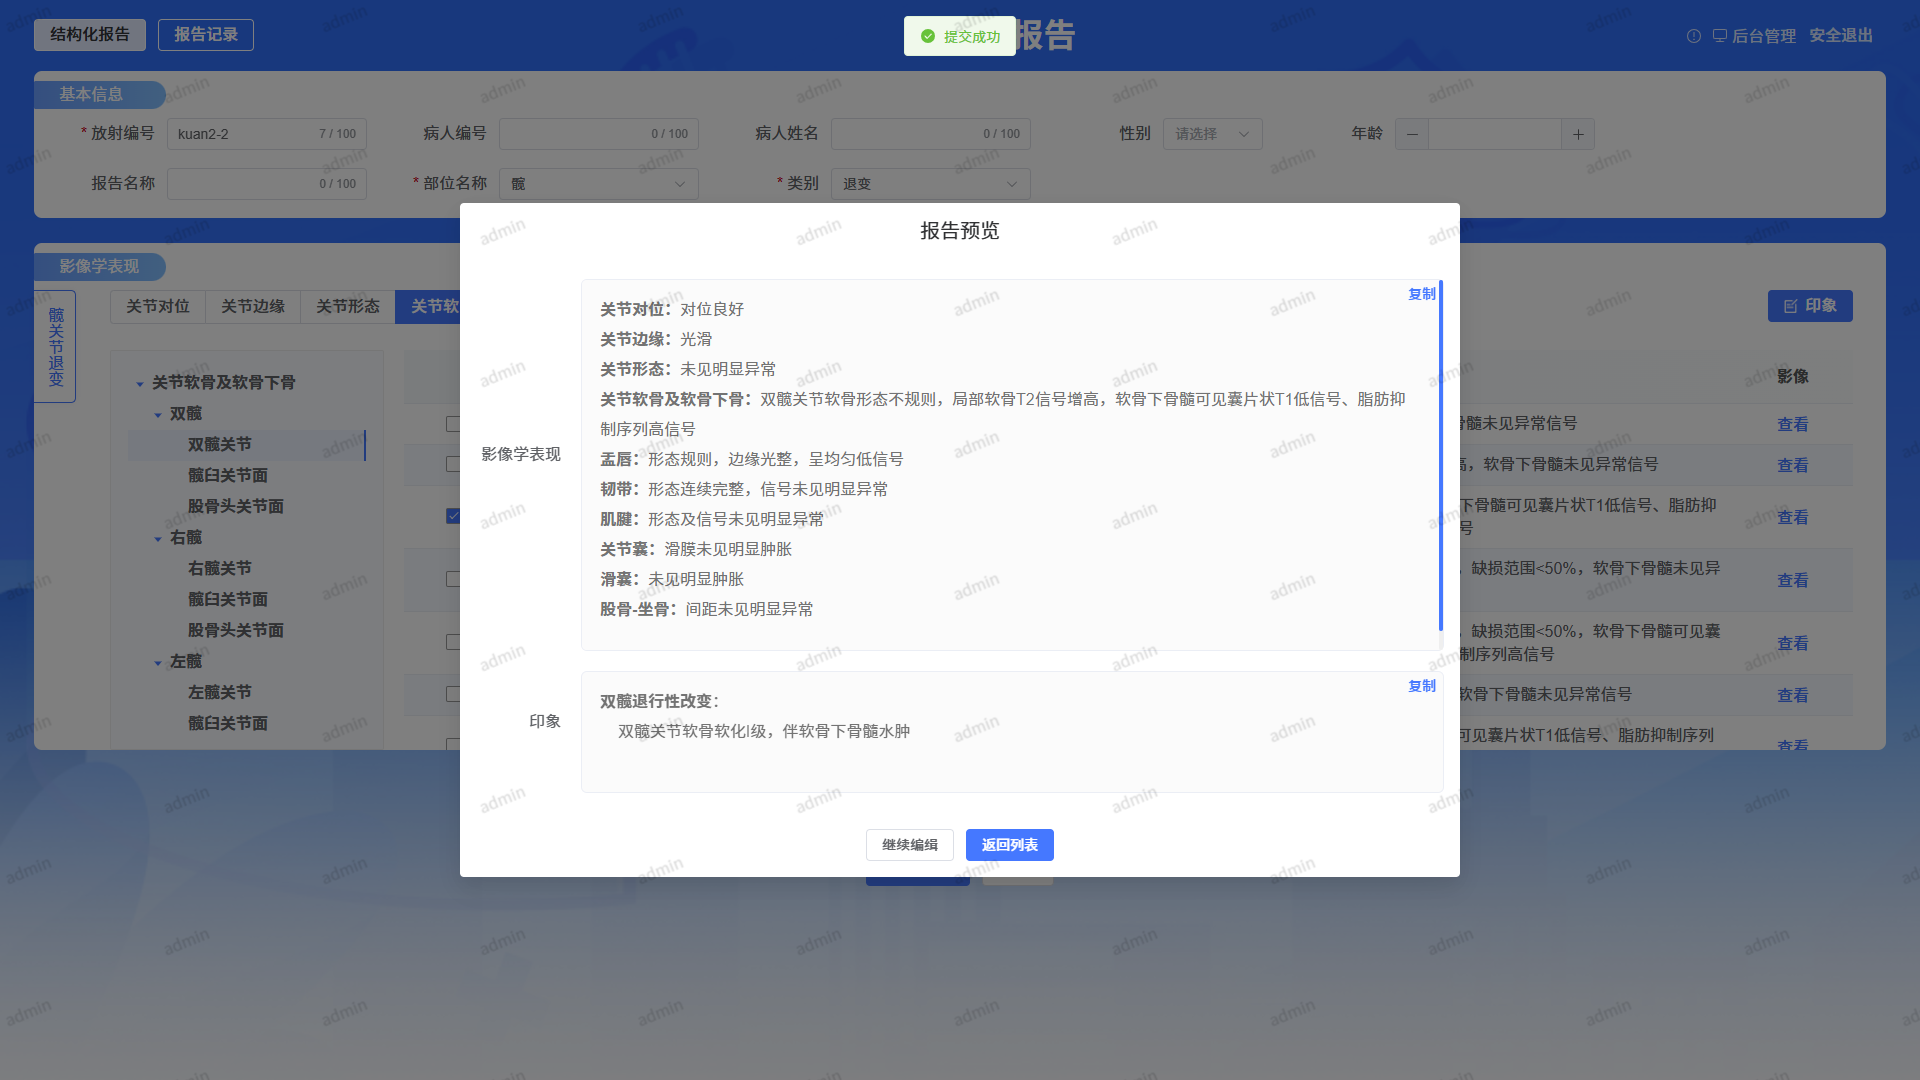 结构化报告
报告记录
提交成功
报告
后台管理
安全退出
基本信息
* 放射编号 kuan2-2 7 / 100
病人编号 0 / 100
病人姓名 0 / 100
性别 请选择
年龄
报告名称 0 / 100
* 部位名称 髋
* 类别 退变
影像学表现
髋关节退变
关节对位
关节边缘
关节形态
关节软
印象
关节软骨及软骨下骨
双髋
双髋关节
髋臼关节面
股骨头关节面
右髋
右髋关节
髋臼关节面
股骨头关节面
左髋
左髋关节
髋臼关节面
报告预览
影像学表现
复制
关节对位：对位良好
关节边缘：光滑
关节形态：未见明显异常
关节软骨及软骨下骨：双髋关节软骨形态不规则，局部软骨T2信号增高，软骨下骨髓可见囊片状T1低信号、脂肪抑
制序列高信号
盂唇：形态规则，边缘光整，呈均匀低信号
韧带：形态连续完整，信号未见明显异常
肌腱：形态及信号未见明显异常
关节囊：滑膜未见明显肿胀
滑囊：未见明显肿胀
股骨-坐骨：间距未见明显异常
印象
复制
双髋退行性改变：
双髋关节软骨软化I级，伴软骨下骨髓水肿
继续编缉
返回列表
影像
骨髓未见异常信号 查看
高，软骨下骨髓未见异常信号 查看
下骨髓可见囊片状T1低信号、脂肪抑
号
查看
，缺损范围<50%，软骨下骨髓未见异
查看
，缺损范围<50%，软骨下骨髓可见囊
制序列高信号
查看
软骨下骨髓未见异常信号 查看
可见囊片状T1低信号、脂肪抑制序列
查看
admin